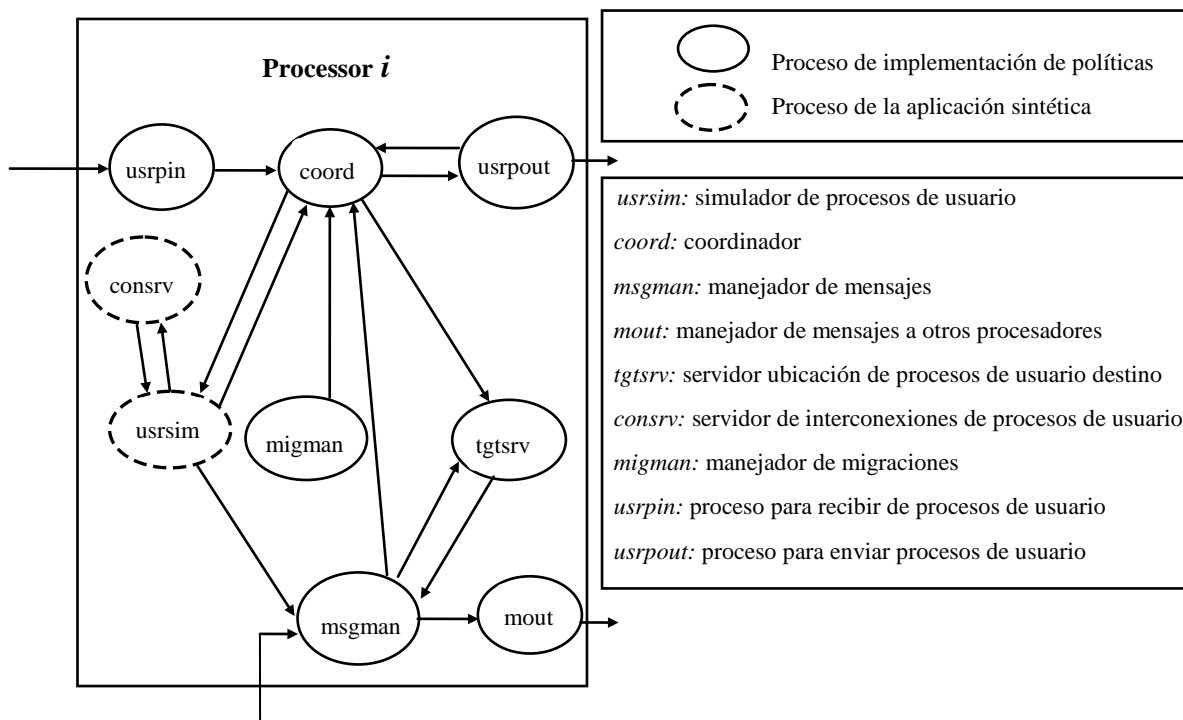 Processor i
usrpin
coord
usrpout
consrv
usrsim
migman
tgtsrv
msgman
mout
Proceso de implementación de políticas
Proceso de la aplicación sintética
usrsim: simulador de procesos de usuario
coord: coordinador
msgman: manejador de mensajes
mout: manejador de mensajes a otros procesadores
tgtsrv: servidor ubicación de procesos de usuario destino
consrv: servidor de interconexiones de procesos de usuario
migman: manejador de migraciones
usrpin: proceso para recibir de procesos de usuario
usrpout: proceso para enviar procesos de usuario